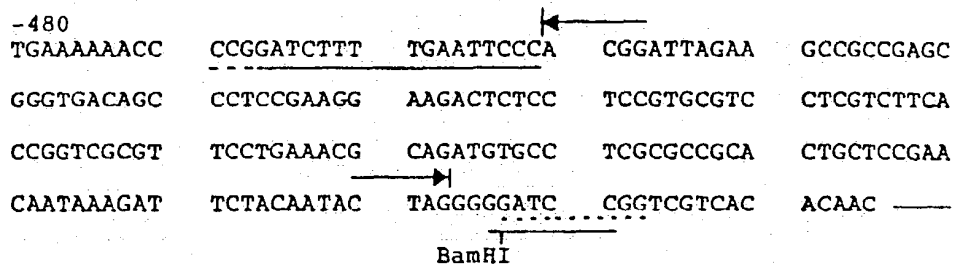 -480
TGAAAAAACC CCGGATCTTT TGAATTCCCA CGGATTAGAA GCCGCCGAGC
GGGTGACAGC CCTCCGAAGG AAGACTCTCC TCCGTGCGTC CTCGTCTTCA
CCGGTCGCGT TCCTGAAACG CAGATGTGCC TCGCGCCGCA CTGCTCCGAA
CAATAAAGAT TCTACAATAC TAGGGGGATC CGGTCGTCAC ACAAC
BamHI